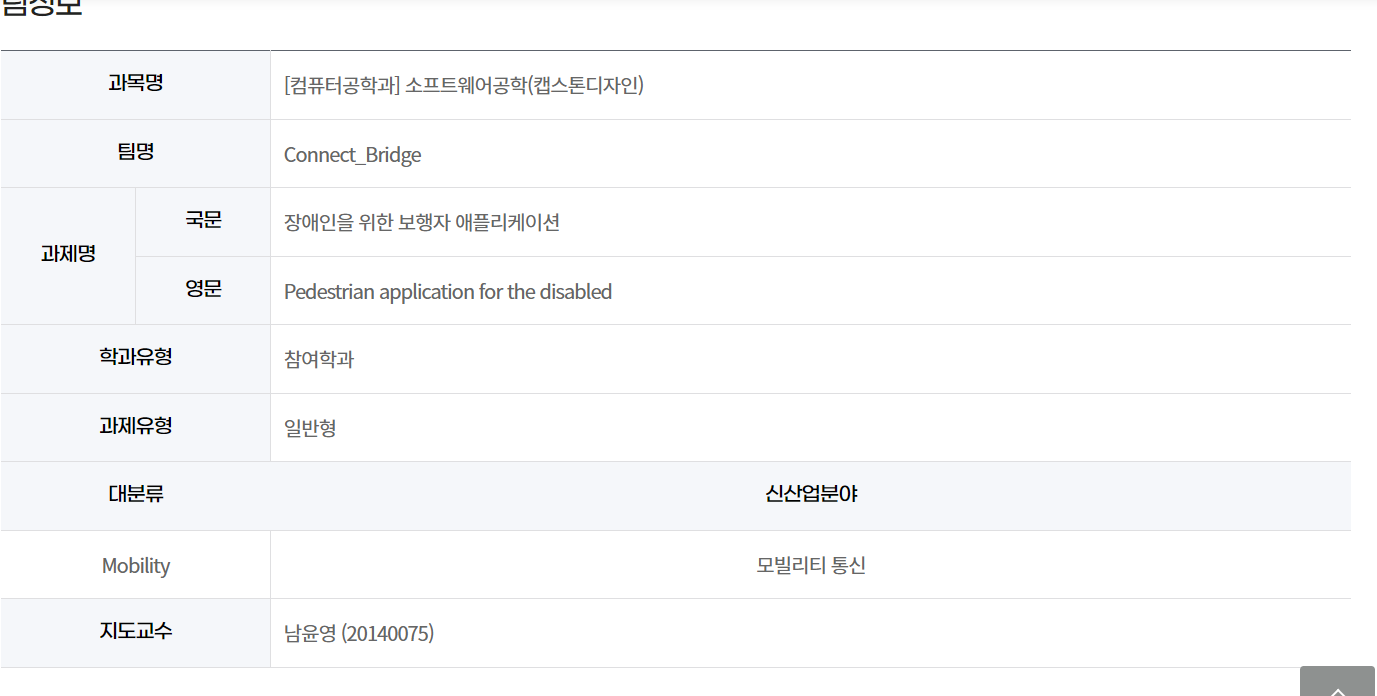 팀정보
과목명 [컴퓨터공학과] 소프트웨어공학(캡스톤디자인)
팀명 Connect_Bridge
과제명 국문 장애인을 위한 보행자 애플리케이션
영문 Pedestrian application for the disabled
학과유형 참여학과
과제유형 일반형
대분류 신산업분야
Mobility 모빌리티 통신
지도교수 남윤영 (20140075)